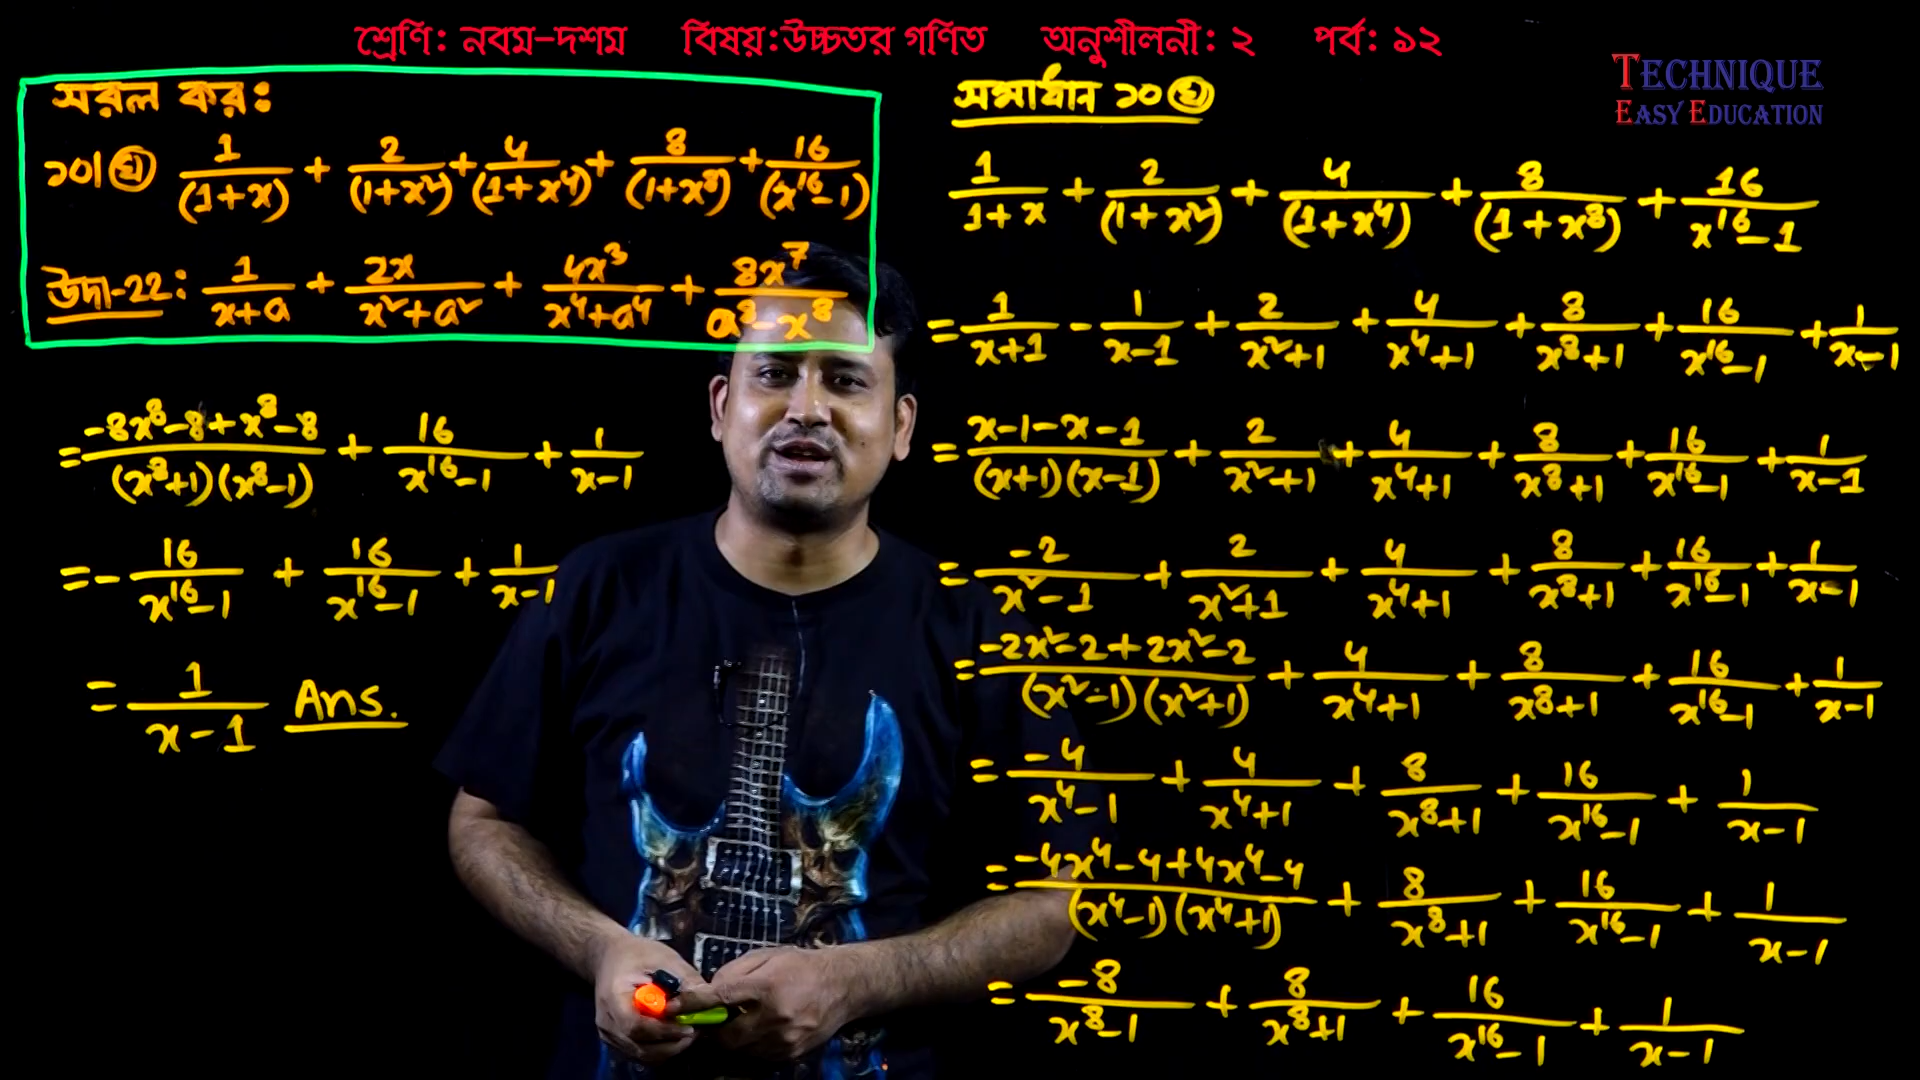 শ্রেণি: নবম-দশম বিষয়:উচ্চতর গণিত অনুশীলনী: ২ পর্ব: ১২
TECHNIQUE
EASY EDUCATION
সরল কর:
১০। (ঘ) 1/(1+x) + 2/(1+x²) + 4/(1+x⁴) + 8/(1+x⁸) + 16/(x¹⁶-1)
উদা-22: 1/(x+a) + 2x/(x²+a²) + 4x³/(x⁴+a⁴) + 8x⁷/(a⁸-x⁸)
সমাধান ১০ (ঘ)
1/(1+x) + 2/(1+x²) + 4/(1+x⁴) + 8/(1+x⁸) + 16/(x¹⁶-1)
= 1/(x+1) - 1/(x-1) + 2/(x²+1) + 4/(x⁴+1) + 8/(x⁸+1) + 16/(x¹⁶-1) + 1/(x-1)
= (x-1-x-1)/((x+1)(x-1)) + 2/(x²+1) + 4/(x⁴+1) + 8/(x⁸+1) + 16/(x¹⁶-1) + 1/(x-1)
= -2/(x²-1) + 2/(x²+1) + 4/(x⁴+1) + 8/(x⁸+1) + 16/(x¹⁶-1) + 1/(x-1)
= (-2x²-2+2x²-2)/((x²-1)(x²+1)) + 4/(x⁴+1) + 8/(x⁸+1) + 16/(x¹⁶-1) + 1/(x-1)
= -4/(x⁴-1) + 4/(x⁴+1) + 8/(x⁸+1) + 16/(x¹⁶-1) + 1/(x-1)
= (-4x⁴-4+4x⁴-4)/((x⁴-1)(x⁴+1)) + 8/(x⁸+1) + 16/(x¹⁶-1) + 1/(x-1)
= -8/(x⁸-1) + 8/(x⁸+1) + 16/(x¹⁶-1) + 1/(x-1)
= (-8x⁸-8+x⁸-8)/((x⁸+1)(x⁸-1)) + 16/(x¹⁶-1) + 1/(x-1)
= - 16/(x¹⁶-1) + 16/(x¹⁶-1) + 1/(x-1)
= 1/(x-1) Ans.